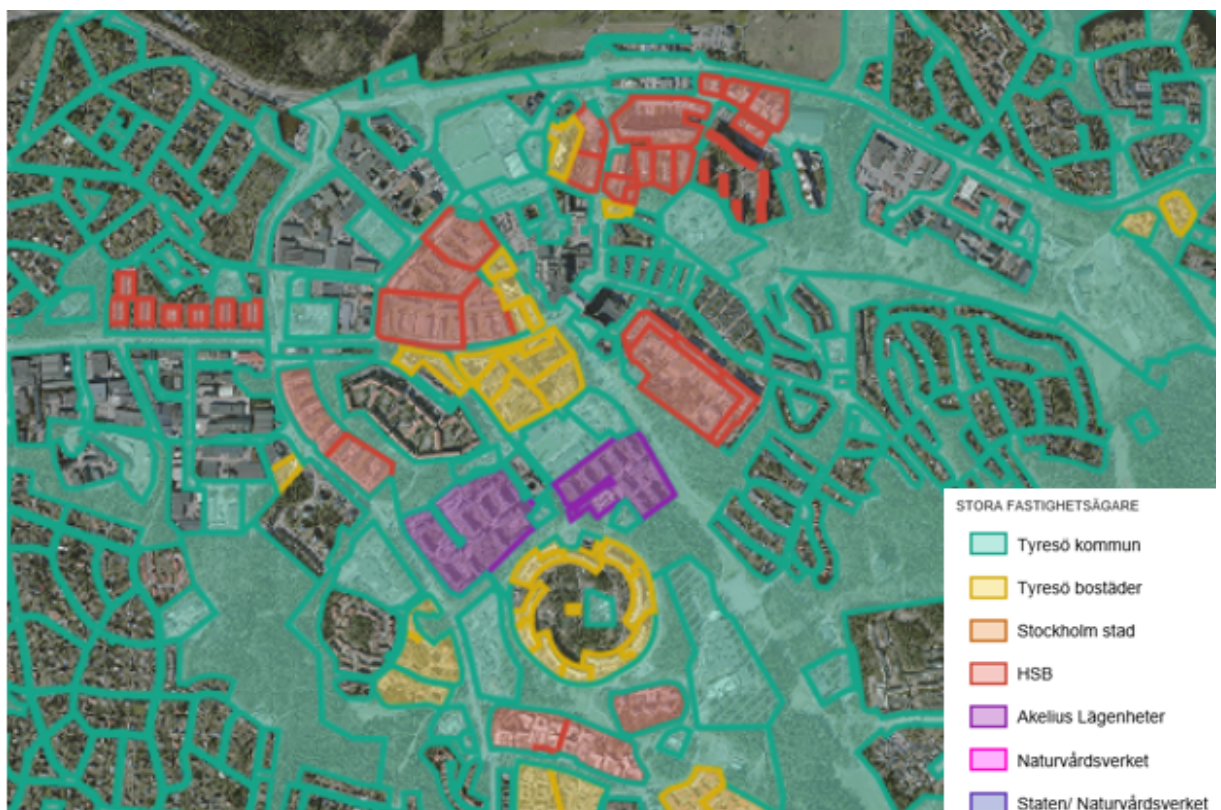 STORA FASTIGHETSÄGARE
Tyresö kommun
Tyresö bostäder
Stockholm stad
HSB
Akelius Lägenheter
Naturvårdsverket
Staten/ Naturvårdsverket